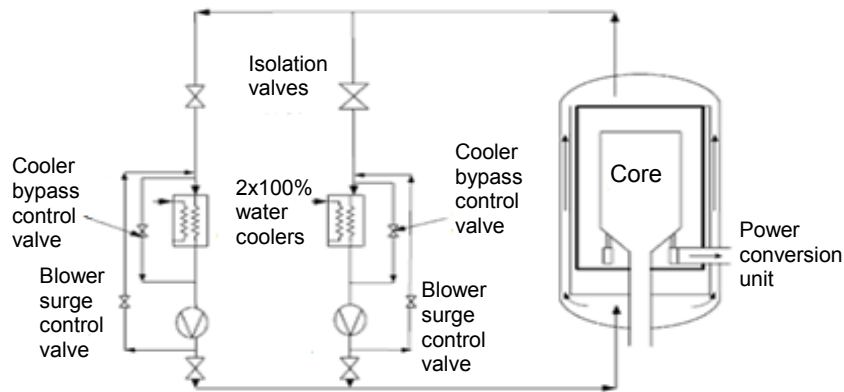 Isolation
valves
Cooler
bypass
control
valve
2x100%
water
coolers
Cooler
bypass
control
valve
Core
Power
conversion
unit
Blower
surge
control
valve
Blower
surge
control
valve